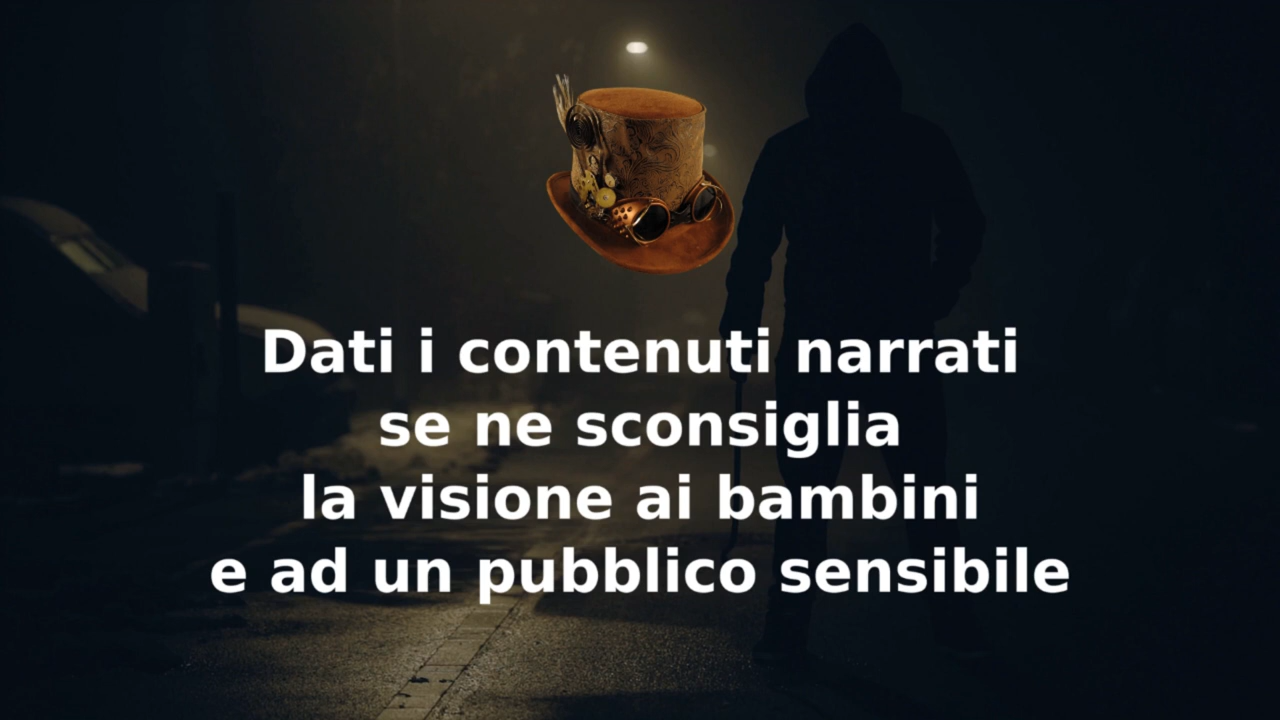 Dati i contenuti narrati
se ne sconsiglia
la visione ai bambini
e ad un pubblico sensibile